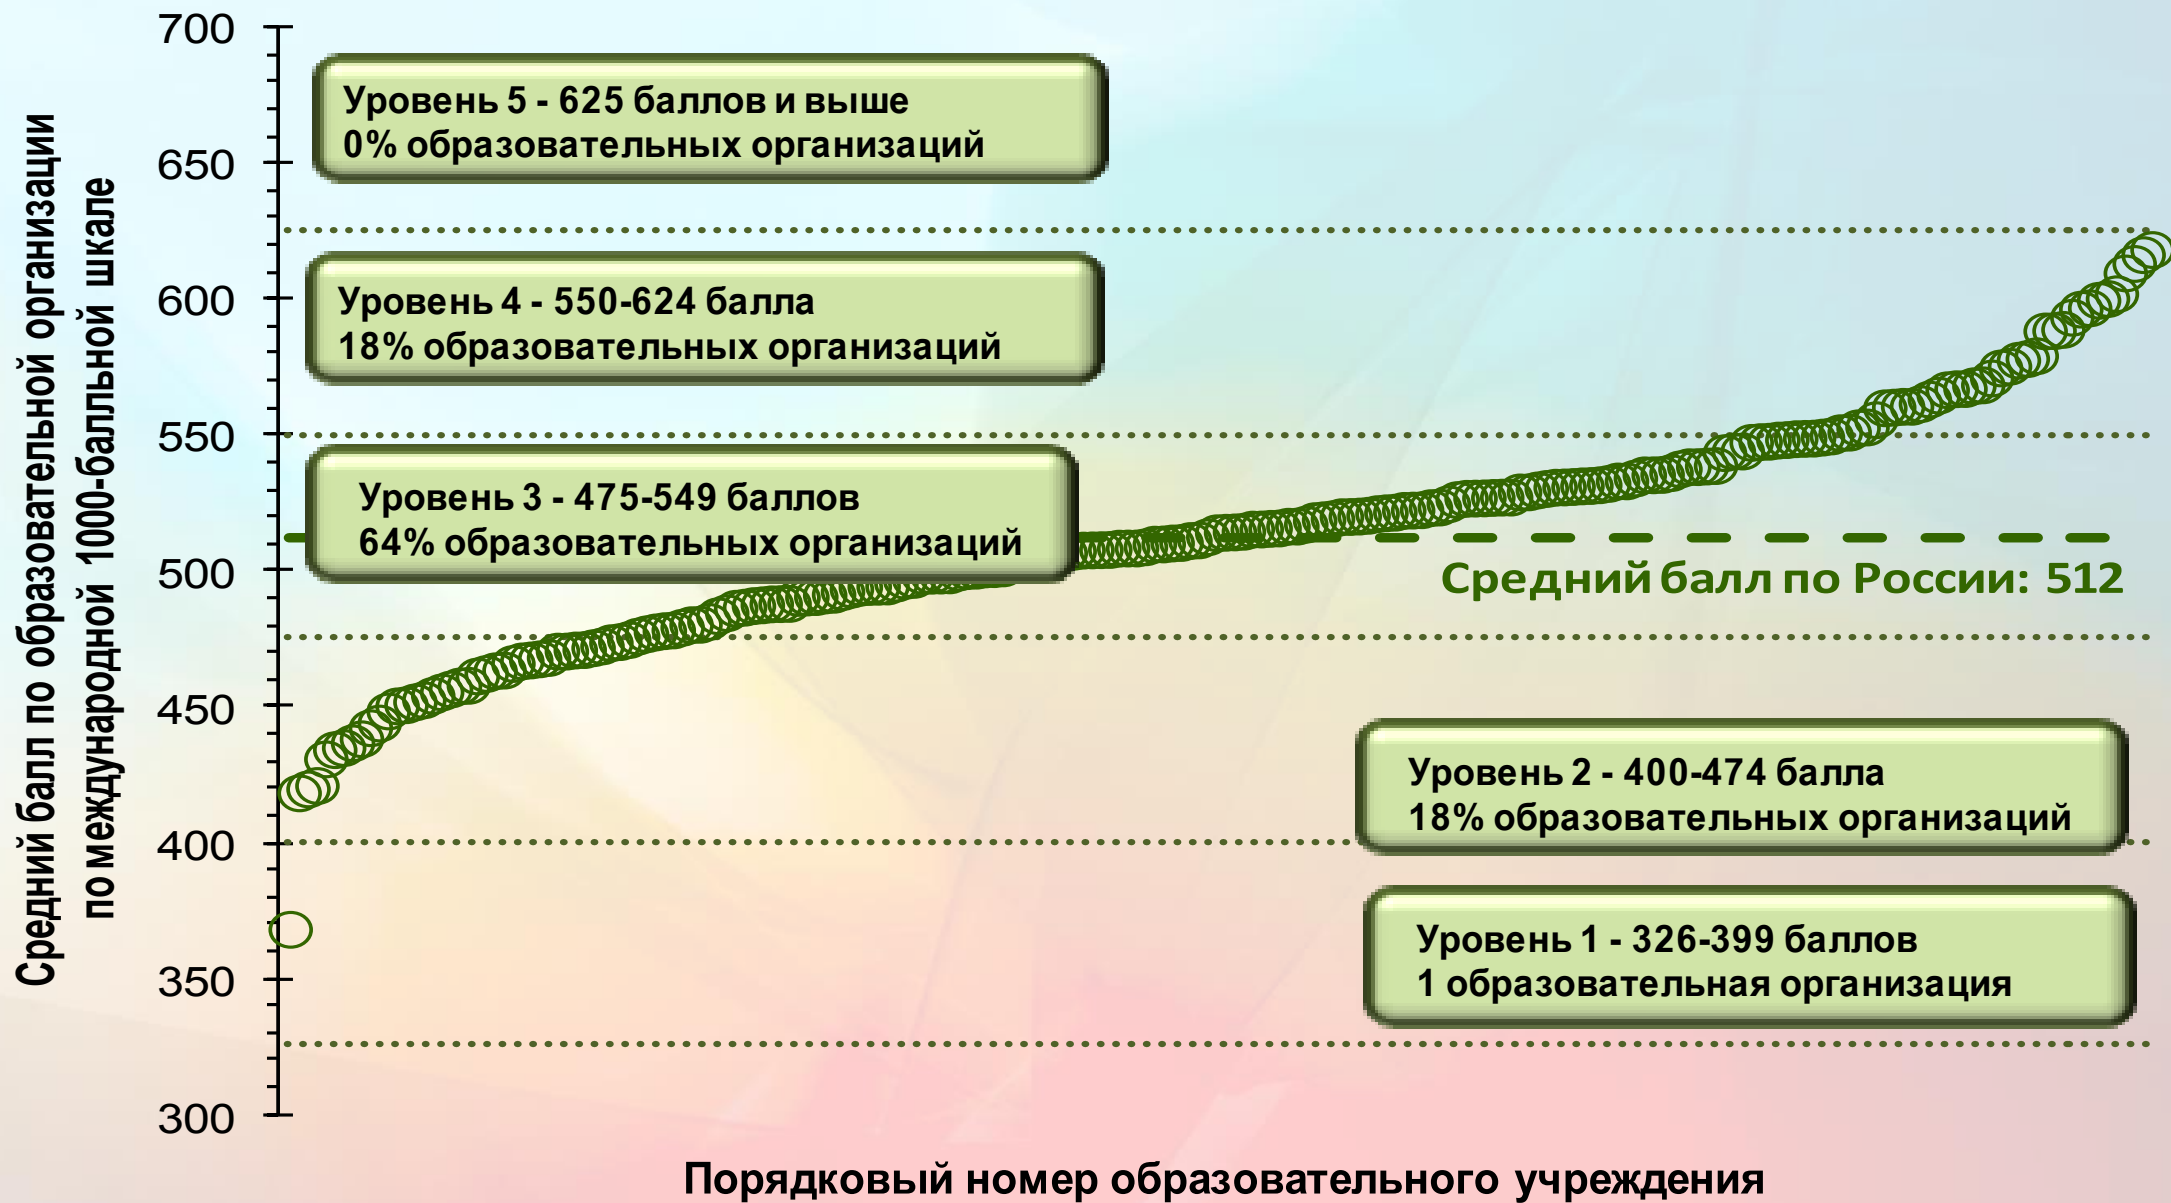 Средний балл по образовательной организации
по международной 1000-балльной шкале
700
650
600
550
500
450
400
350
300
Уровень 5 - 625 баллов и выше
0% образовательных организаций
Уровень 4 - 550-624 балла
18% образовательных организаций
Уровень 3 - 475-549 баллов
64% образовательных организаций
Средний балл по России: 512
Уровень 2 - 400-474 балла
18% образовательных организаций
Уровень 1 - 326-399 баллов
1 образовательная организация
Порядковый номер образовательного учреждения